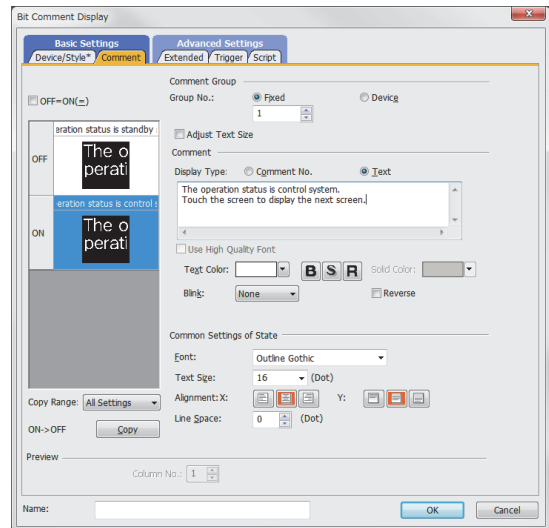 Bit Comment Display
Basic Settings
Advanced Settings
Device/Style*
Comment
Extended
Trigger
Script
OFF=ON(=)
eration status is standby :
OFF
The o
perati
eration status is control s
ON
The o
perati
Copy Range:
All Settings
ON->OFF
Copy
Comment Group
Group No.:
Fixed
Device
1
Adjust Text Size
Comment
Display Type:
Comment No.
Text
The operation status is control system.
Touch the screen to display the next screen.
Use High Quality Font
Text Color:
B S R
Solid Color:
Blink:
None
Reverse
Common Settings of State
Font:
Outline Gothic
Text Size:
16
(Dot)
Alignment:
X:
Y:
Line Space:
0
(Dot)
Preview
Column No.:
1
Name:
OK
Cancel